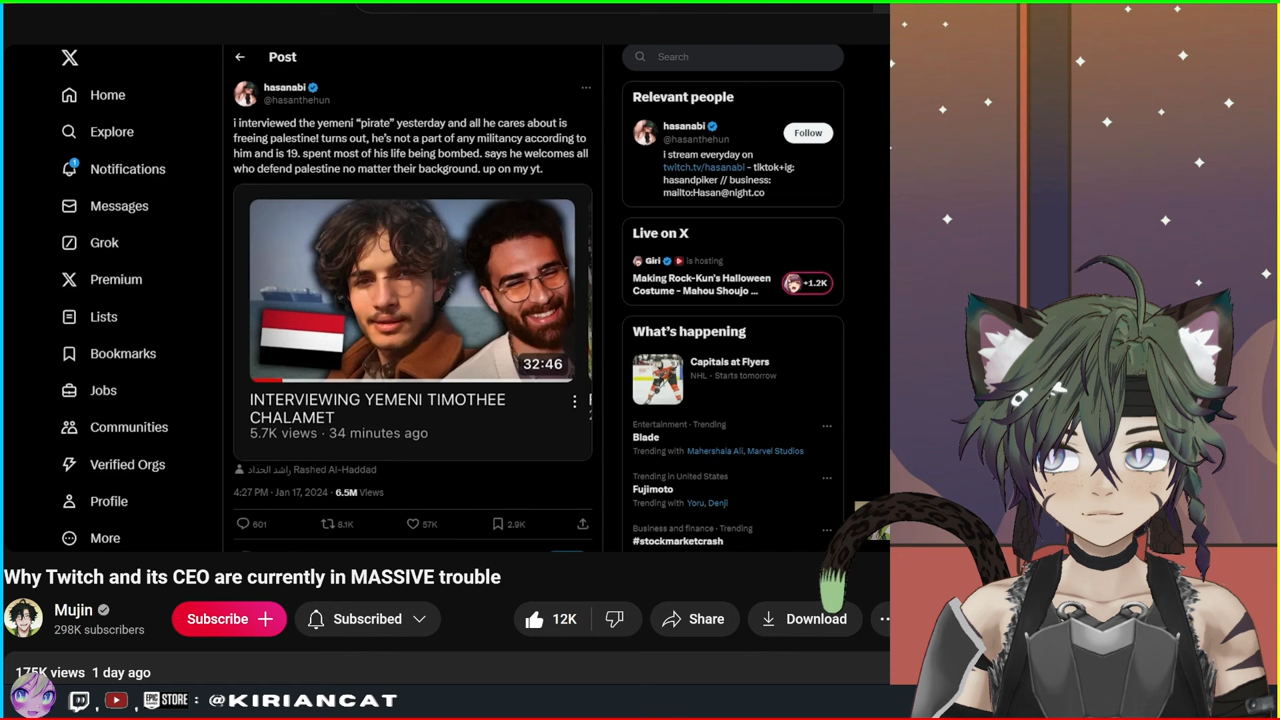 Post
Search
Home
Explore
1
Notifications
Messages
Grok
Premium
Lists
Bookmarks
Jobs
Communities
Verified Orgs
Profile
More
hasanabi
@hasanthehun
i interviewed the yemeni “pirate” yesterday and all he cares about is
freeing palestine! turns out, he's not a part of any militancy according to
him and is 19. spent most of his life being bombed. says he welcomes all
who defend palestine no matter their background. up on my yt.
32:46
INTERVIEWING YEMENI TIMOTHEE
CHALAMET
5.7K views · 34 minutes ago
راشد الحداد Rashed Al-Haddad
4:27 PM · Jan 17, 2024 · 6.5M Views
601
8.1K
57K
2.9K
Relevant people
hasanabi
@hasanthehun
Follow
i stream everyday on
twitch.tv/hasanabi - tiktok+ig:
hasandpiker // business:
mailto:Hasan@night.co
Live on X
Giri is hosting
Making Rock-Kun's Halloween
Costume - Mahou Shoujo ...
+1.2K
What's happening
Capitals at Flyers
NHL · Starts tomorrow
Entertainment · Trending
Blade
Trending with Mahershala Ali, Marvel Studios
Trending in United States
Fujimoto
Trending with Yoru, Denji
Business and finance · Trending
#stockmarketcrash
Why Twitch and its CEO are currently in MASSIVE trouble
Mujin
298K subscribers
Subscribe
Subscribed
12K
Share
Download
175K views 1 day ago
, , EPIC STORE : @KIRIANCAT